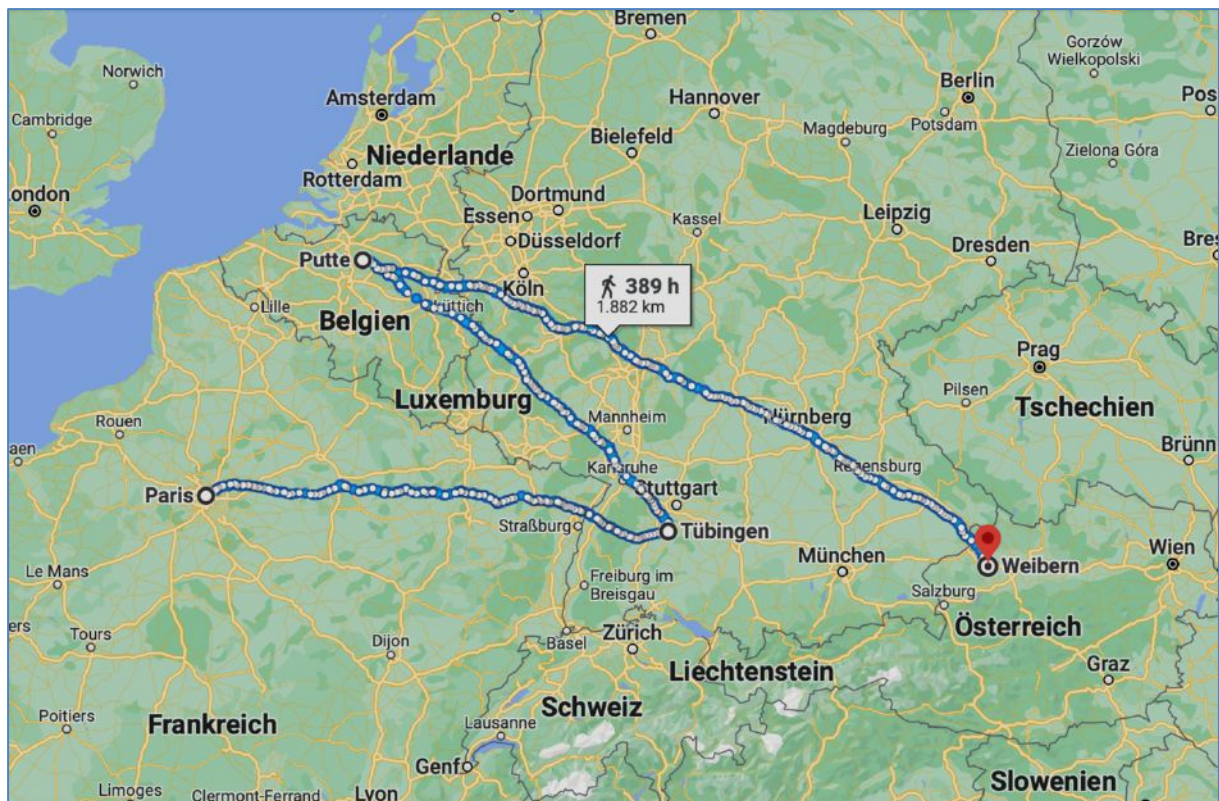 Bremen
Norwich
Gorzów
Wielkopolski
Berlin
Amsterdam
Hannover
Pos
Cambridge
Potsdam
Magdeburg
Bielefeld
Niederlande
Zielona Góra
Rotterdam
ondon
Dortmund
Essen
Kassel
Leipzig
Düsseldorf
Dresden
Bres
Putte
Köln
389 h
1.882 km
Lille
üttich
Belgien
Prag
Pilsen
Luxemburg
Tschechien
Mannheim
Nürnberg
Rouen
aen
Brünn
Karlsruhe
Regensburg
Paris
Stuttgart
Straßburg
Tübingen
München
Weibern
Wien
Le Mans
Freiburg im
Breisgau
Salzburg
Österreich
ers
Tours
Dijon
Basel
Zürich
Liechtenstein
Graz
Schweiz
Poitiers
Frankreich
Lausanne
Genf
Slowenien
Limoges
Clermont-Ferrand
Lyon